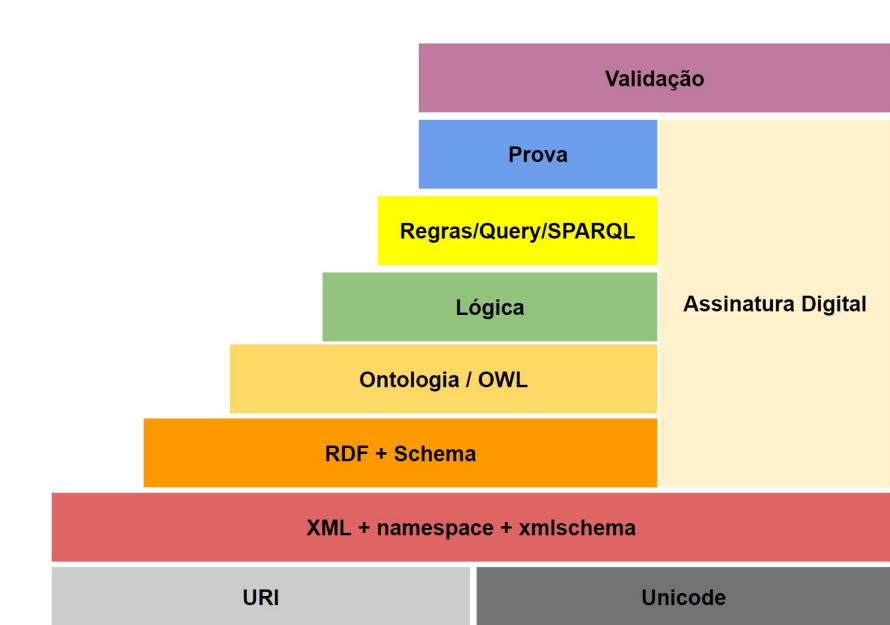 Validação
Prova
Regras/Query/SPARQL
Lógica
Assinatura Digital
Ontologia / OWL
RDF + Schema
XML + namespace + xmlschema
URI
Unicode